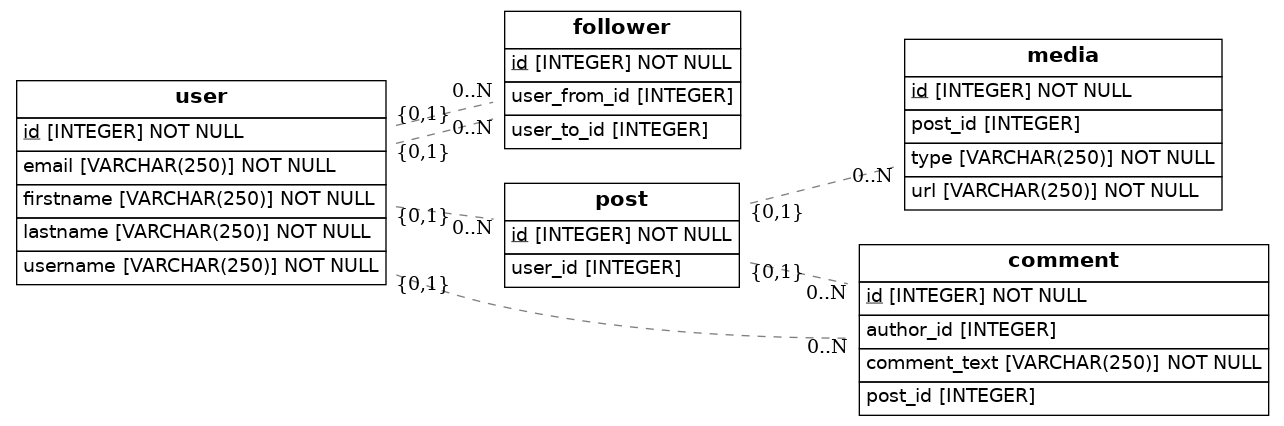 user
id [INTEGER] NOT NULL
email [VARCHAR(250)] NOT NULL
firstname [VARCHAR(250)] NOT NULL
lastname [VARCHAR(250)] NOT NULL
username [VARCHAR(250)] NOT NULL
{0,1}
0..N
{0,1}
0..N
{0,1}
0..N
{0,1}
0..N
follower
id [INTEGER] NOT NULL
user_from_id [INTEGER]
user_to_id [INTEGER]
post
id [INTEGER] NOT NULL
user_id [INTEGER]
{0,1}
0..N
{0,1}
0..N
media
id [INTEGER] NOT NULL
post_id [INTEGER]
type [VARCHAR(250)] NOT NULL
url [VARCHAR(250)] NOT NULL
comment
id [INTEGER] NOT NULL
author_id [INTEGER]
comment_text [VARCHAR(250)] NOT NULL
post_id [INTEGER]